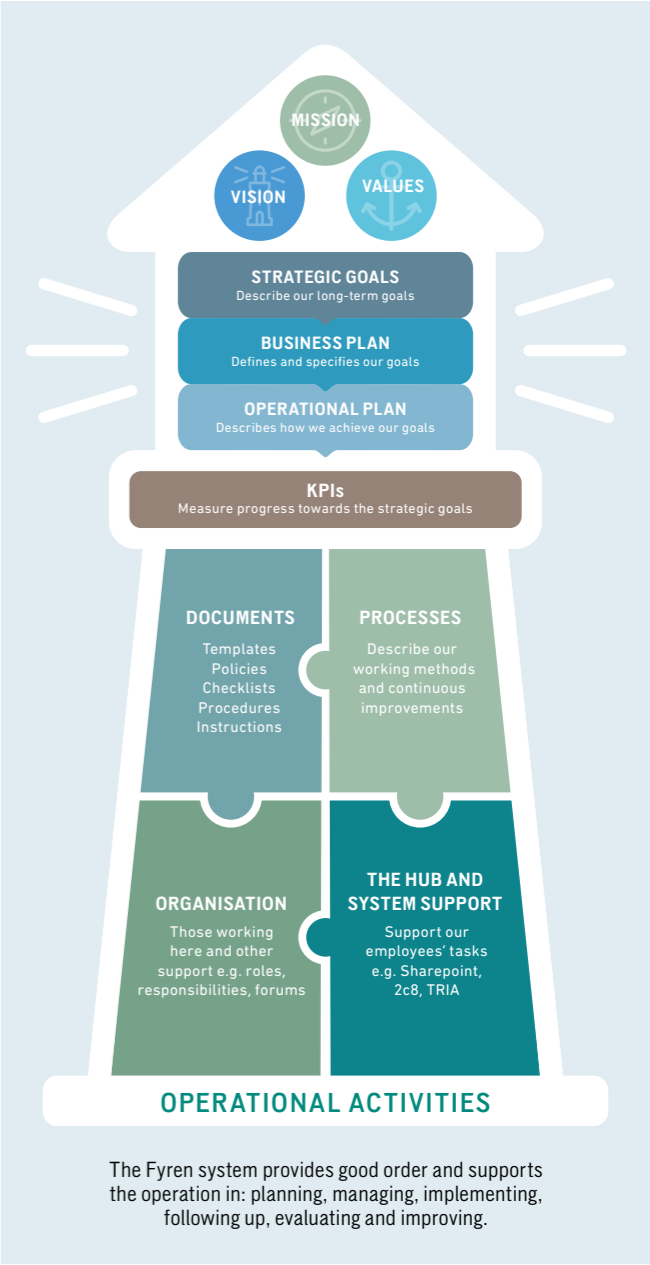 MISSION
VISION
VALUES
STRATEGIC GOALS
Describe our long-term goals
BUSINESS PLAN
Defines and specifies our goals
OPERATIONAL PLAN
Describes how we achieve our goals
KPIs
Measure progress towards the strategic goals
DOCUMENTS
Templates
Policies
Checklists
Procedures
Instructions
PROCESSES
Describe our
working methods
and continuous
improvements
ORGANISATION
Those working
here and other
support e.g. roles,
responsibilities, forums
THE HUB AND
SYSTEM SUPPORT
Support our
employees’ tasks
e.g. Sharepoint,
2c8, TRIA
OPERATIONAL ACTIVITIES
The Fyren system provides good order and supports
the operation in: planning, managing, implementing,
following up, evaluating and improving.